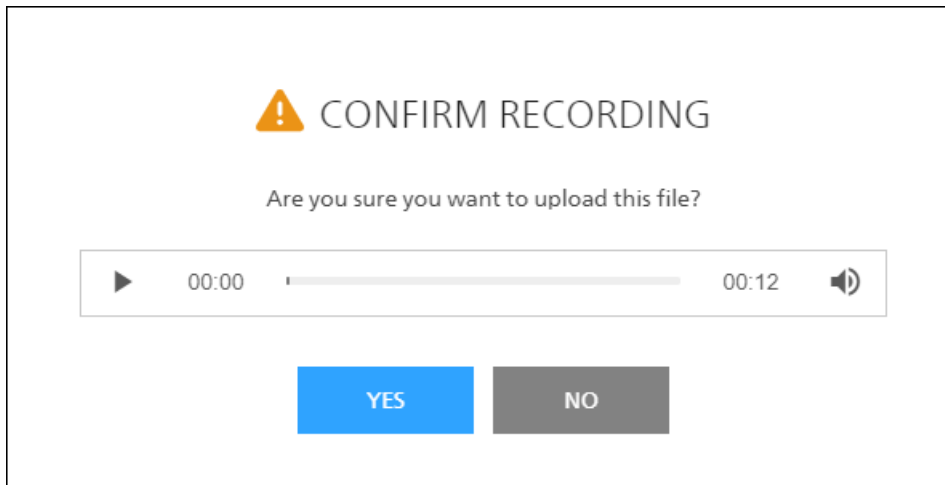 CONFIRM RECORDING
Are you sure you want to upload this file?
00:00 00:12
YES NO